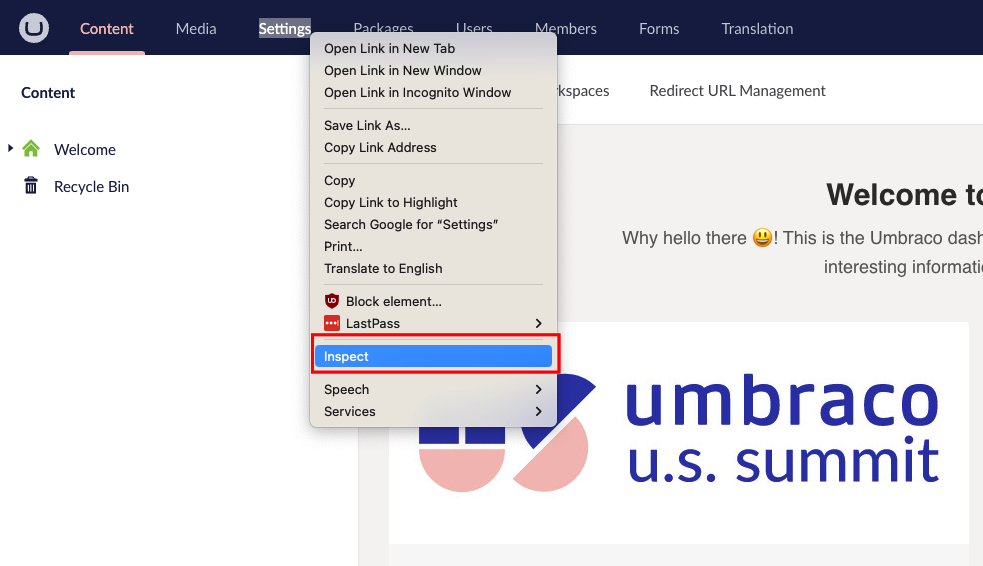 Content Media Settings Packages Users Members Forms Translation
Content
Redirect URL Management
Welcome
Recycle Bin
Open Link in New Tab
Open Link in New Window
Open Link in Incognito Window
Save Link As...
Copy Link Address
Copy
Copy Link to Highlight
Search Google for “Settings”
Print...
Translate to English
Block element...
LastPass
Inspect
Speech
Services
Welcome to
Why hello there 😃! This is the Umbraco dash
interesting informati
umbraco
u.s. summit